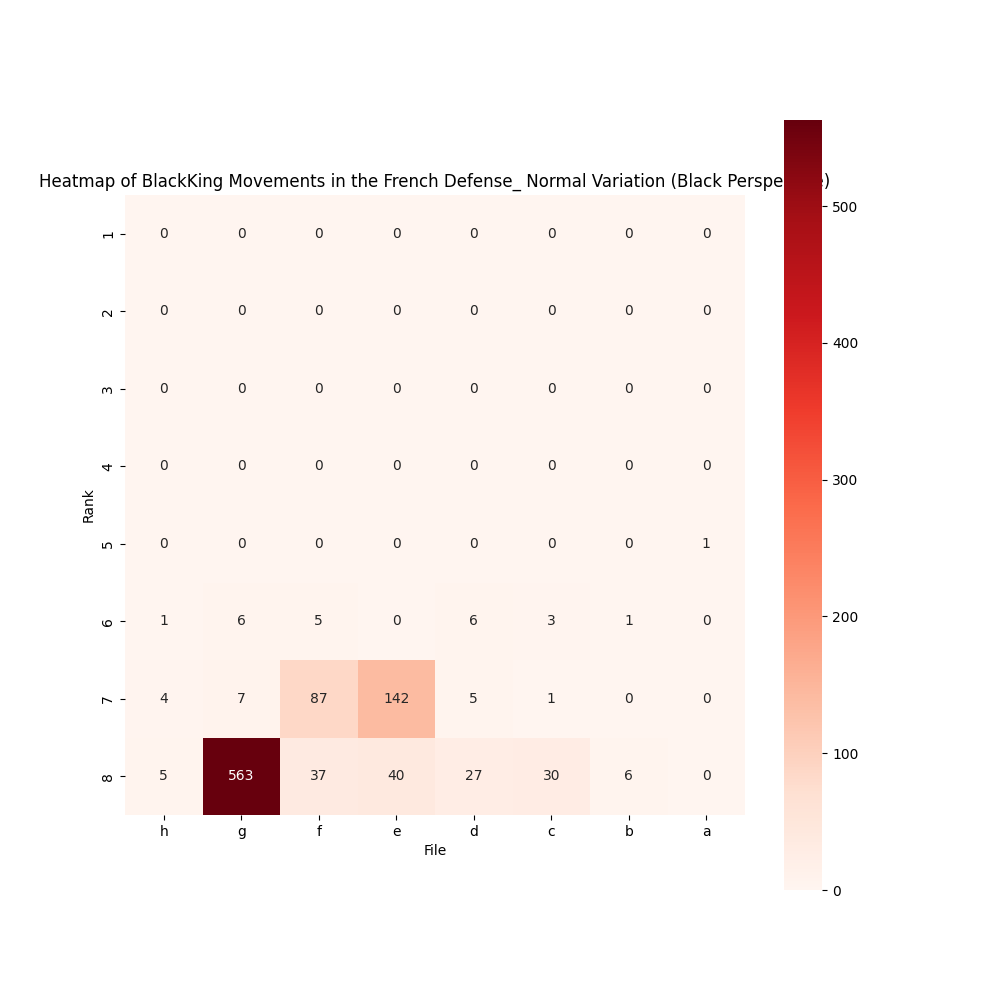 Heatmap of BlackKing Movements in the French Defense_ Normal Variation (Black Perspe    )
500
400
300
200
100
0
Rank
1 0 0 0 0 0 0 0 0
2 0 0 0 0 0 0 0 0
3 0 0 0 0 0 0 0 0
4 0 0 0 0 0 0 0 0
5 0 0 0 0 0 0 0 1
6 1 6 5 0 6 3 1 0
7 4 7 87 142 5 1 0 0
8 5 563 37 40 27 30 6 0
h g f e d c b a
File